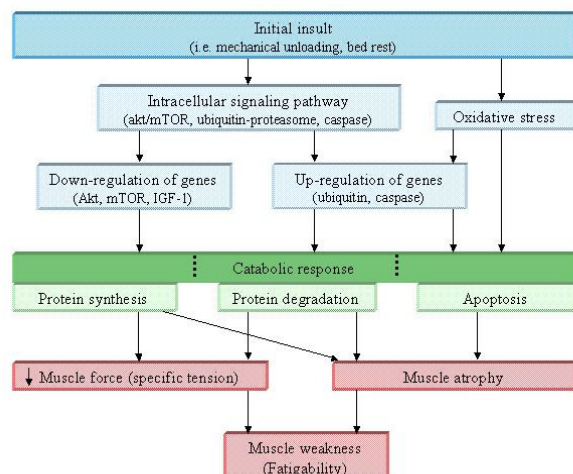 Initial insult
(i.e. mechanical unloading, bed rest)
Intracellular signaling pathway
(akt/mTOR, ubiquitin-proteasome, caspase)
Oxidative stress
Down-regulation of genes
(Akt, mTOR, IGF-1)
Up-regulation of genes
(ubiquitin, caspase)
Catabolic response
Protein synthesis
Protein degradation
Apoptosis
↓ Muscle force (specific tension)
Muscle atrophy
Muscle weakness
(Fatigability)